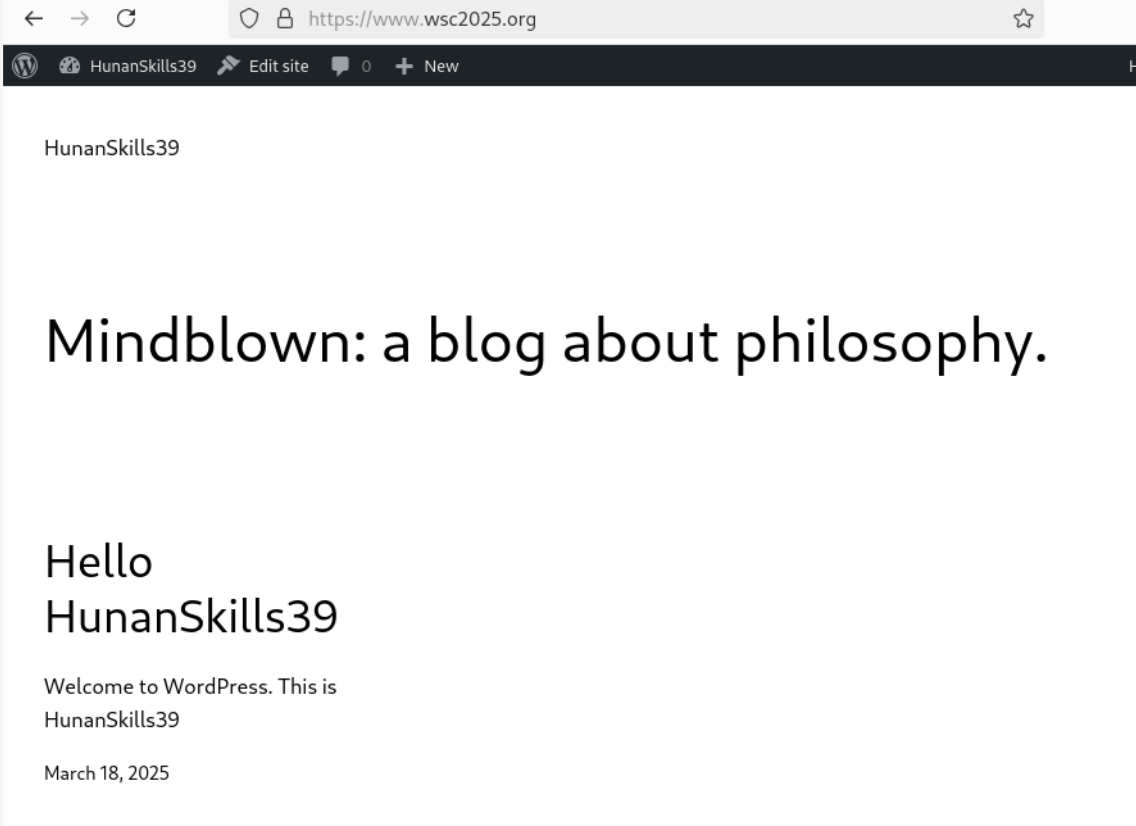 https://www.wsc2025.org
HunanSkills39 Edit site 0 New H
HunanSkills39
Mindblown: a blog about philosophy.
Hello
HunanSkills39
Welcome to WordPress. This is
HunanSkills39
March 18, 2025